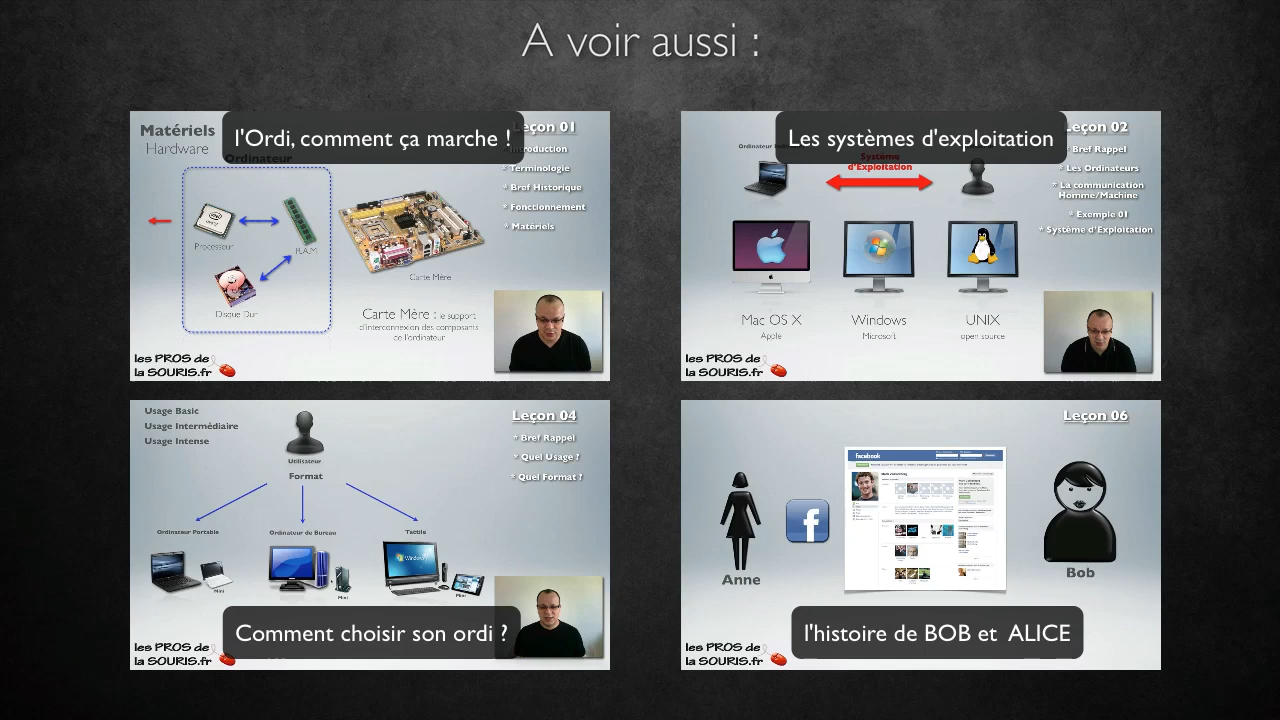 A voir aussi :
Matériels
Hardware
l'Ordi, comment ça marche !
Leçon 01
Ordinateur
* Terminologie
* Bref Historique
* Fonctionnement
* Matériels
Processeur
R.A.M
Disque Dur
Carte Mère
Carte Mère : le support
d'interconnexion des composants
de l'ordinateur
les PROS de
la SOURIS.fr
Les systèmes d'exploitation
Leçon 02
Ordinateur
Système
d'Exploitation
* Bref Rappel
* Les Ordinateurs
* La communication
Homme/Machine
* Exemple 01
* Système d'Exploitation
Mac OS X
Apple
Windows
Microsoft
UNIX
open source
les PROS de
la SOURIS.fr
Usage Basic
Usage Intermédiaire
Usage Intense
Leçon 04
* Bref Rappel
* Quel Usage ?
* Quel Format ?
Utilisateur
Format
Ordinateur Portable
Ordinateur de Bureau
Tactile
Mini
Mini
Mini
Windows
Comment choisir son ordi ?
les PROS de
la SOURIS.fr
Leçon 06
facebook
f
Anne
Bob
l'histoire de BOB et ALICE
les PROS de
la SOURIS.fr